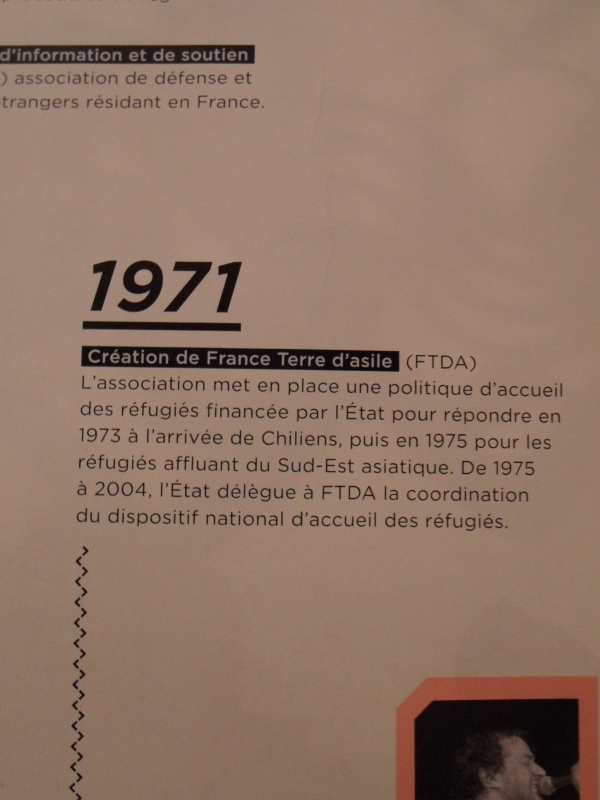 d'information et de soutien
) association de défense et
trangers résidant en France.
1971
Création de France Terre d'asile (FTDA)
L'association met en place une politique d'accueil
des réfugiés financée par l'État pour répondre en
1973 à l'arrivée de Chiliens, puis en 1975 pour les
réfugiés affluant du Sud-Est asiatique. De 1975
à 2004, l'État délègue à FTDA la coordination
du dispositif national d'accueil des réfugiés.